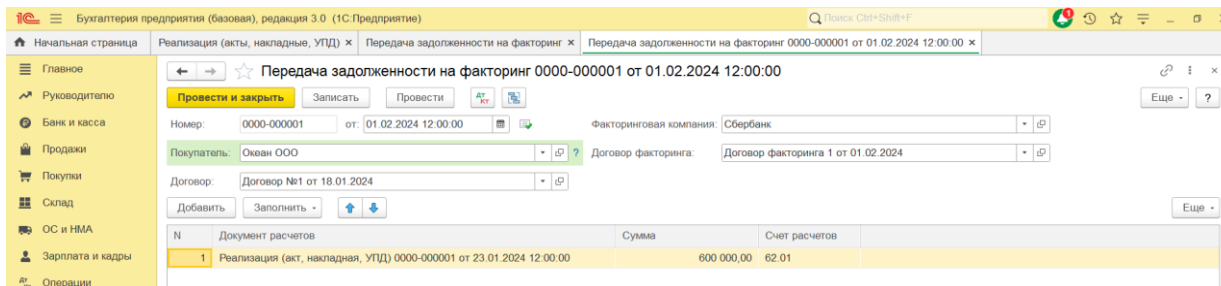 1С Бухгалтерия предприятия (базовая), редакция 3.0 (1С:Предприятие) Поиск Ctrl+Shift+F 1
Начальная страница Реализация (акты, накладные, УПД) × Передача задолженности на факторинг × Передача задолженности на факторинг 0000-000001 от 01.02.2024 12:00:00 ×
Главное
Передача задолженности на факторинг 0000-000001 от 01.02.2024 12:00:00
Руководителю
Провести и закрыть Записать Провести Дт Кт Еще ?
Банк и касса
Номер: 0000-000001 от: 01.02.2024 12:00:00 Факторинговая компания: Сбербанк
Продажи
Покупатель: Океан ООО ? Договор факторинга: Договор факторинга 1 от 01.02.2024
Покупки
Договор: Договор №1 от 18.01.2024
Склад
Добавить Заполнить Еще
ОС и НМА
N Документ расчетов Сумма Счет расчетов
Зарплата и кадры
1 Реализация (акт, накладная, УПД) 0000-000001 от 23.01.2024 12:00:00 600 000,00 62.01
Операции